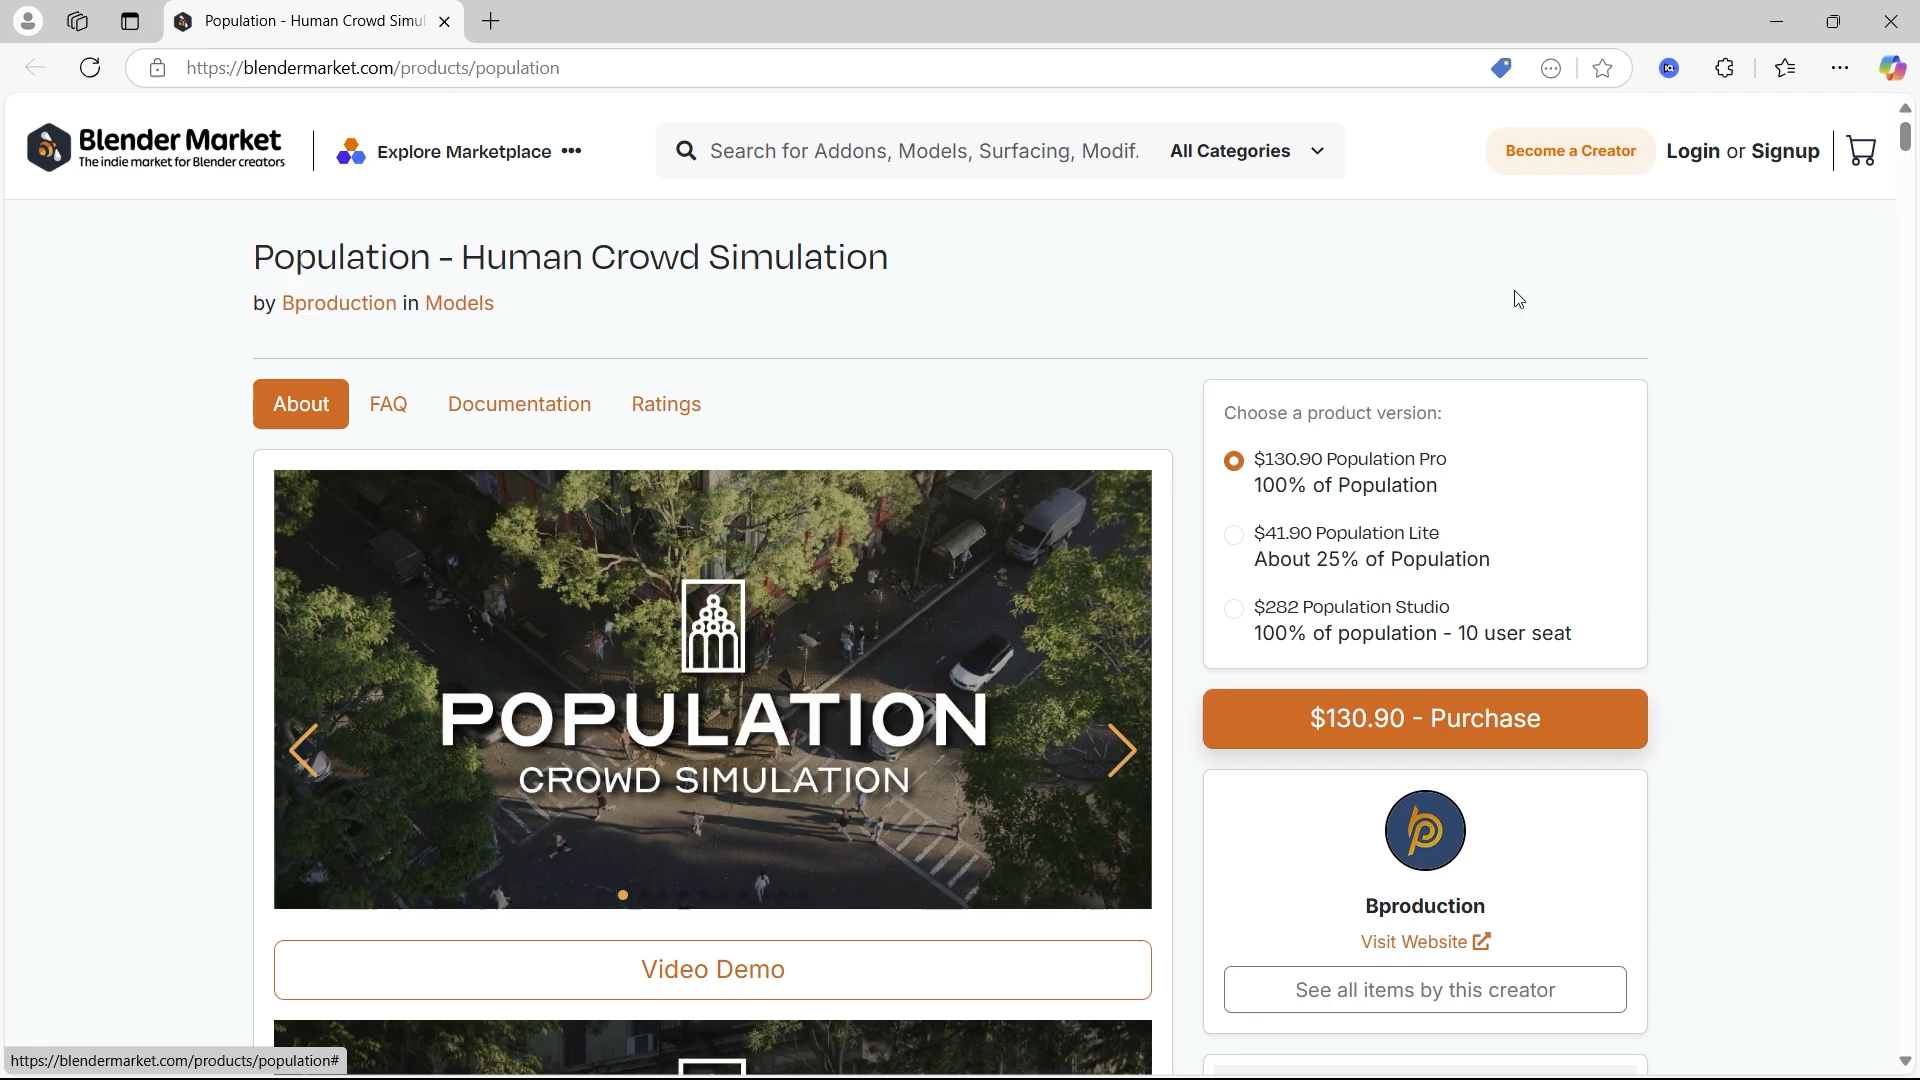 Population - Human Crowd Simul
https://blendermarket.com/products/population
Blender Market
The indie market for Blender creators
Explore Marketplace •••
Search for Addons, Models, Surfacing, Modif.
All Categories
Become a Creator
Login or Signup
Population - Human Crowd Simulation
by Bproduction in Models
About
FAQ
Documentation
Ratings
Choose a product version:
$130.90 Population Pro
100% of Population
$41.90 Population Lite
About 25% of Population
$282 Population Studio
100% of population - 10 user seat
$130.90 - Purchase
POPULATION
CROWD SIMULATION
Bproduction
Visit Website
See all items by this creator
Video Demo
https://blendermarket.com/products/population#